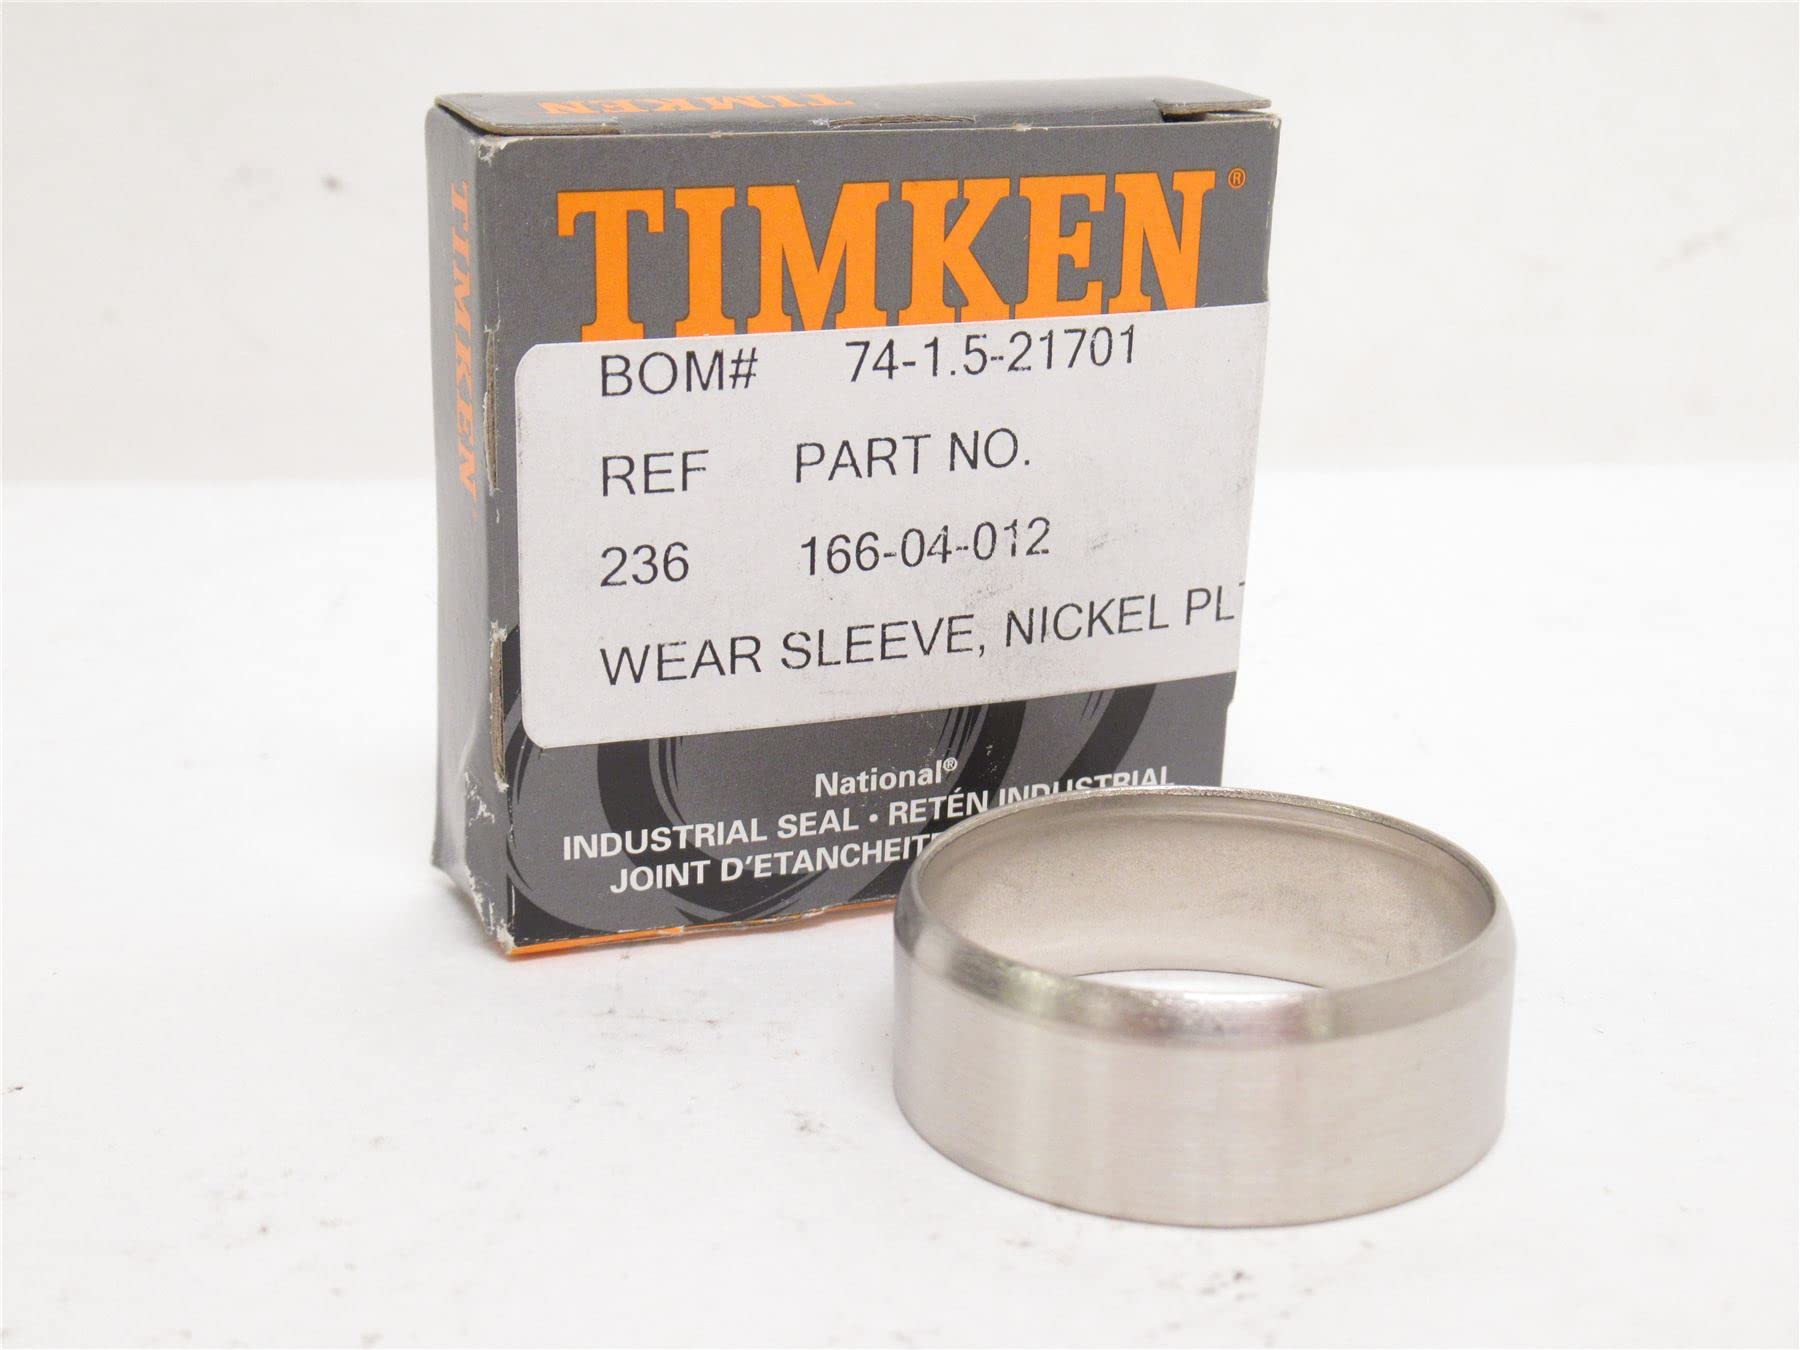 TIMKEN
TIMKEN
TIMKEN®
BOM# 74-1.5-21701
REF PART NO.
236 166-04-012
WEAR SLEEVE, NICKEL PL
National®
INDUSTRIAL SEAL • RETÉN INDUSTRIAL
JOINT D'ETANCHEIT